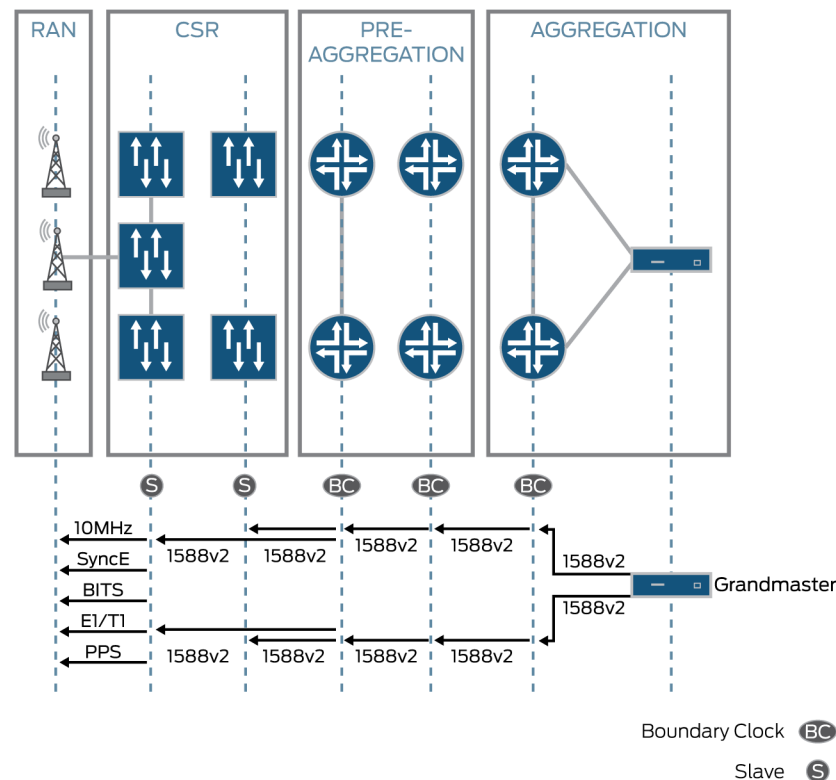 RAN
CSR
PRE-
AGGREGATION
AGGREGATION
S
S
BC
BC
BC
10MHz
1588v2
1588v2
1588v2
1588v2
1588v2
SyncE
BITS
Grandmaster
1588v2
E1/T1
PPS
1588v2
1588v2
1588v2
1588v2
Boundary Clock BC
Slave S